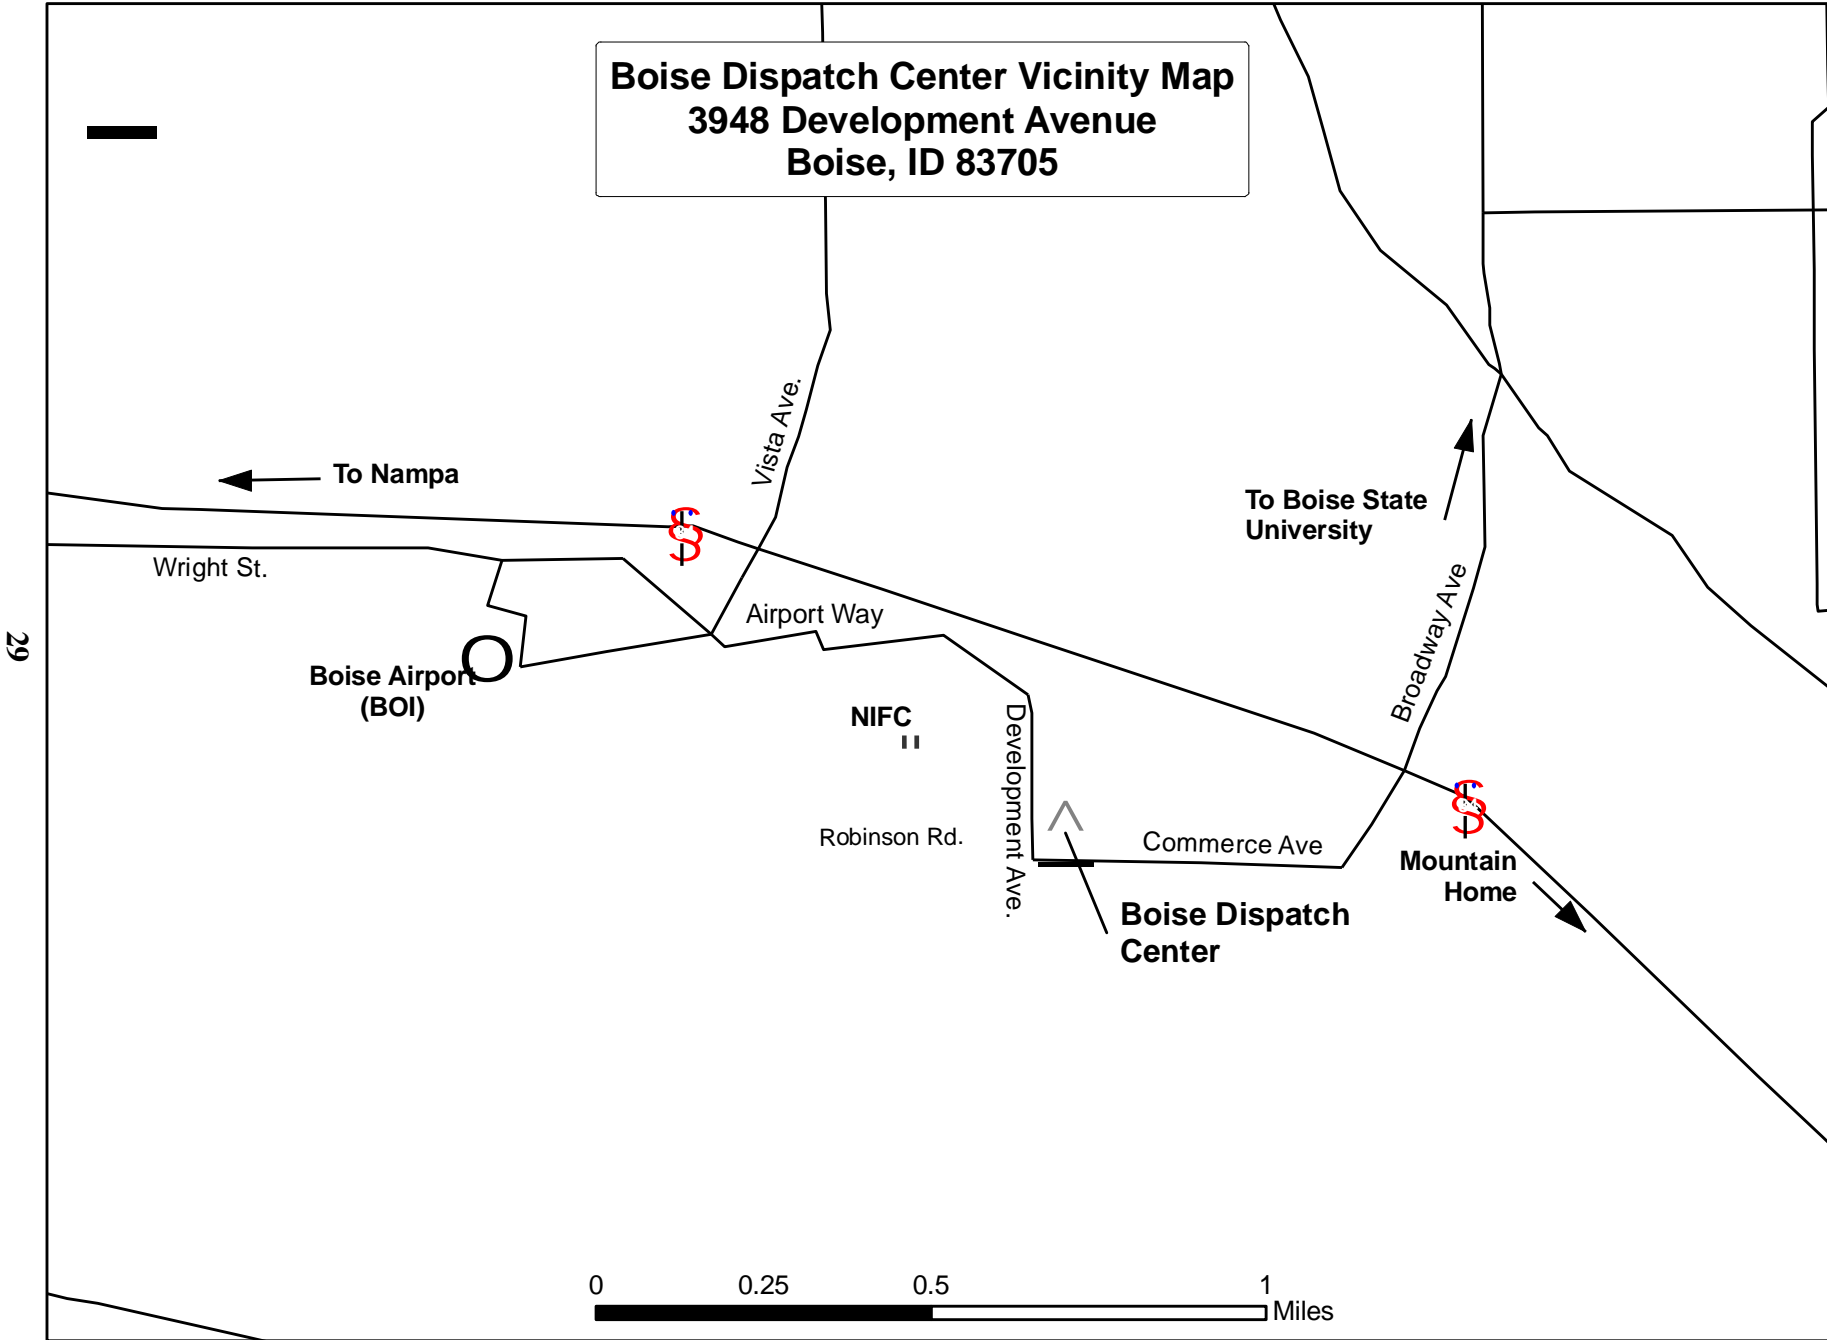 Boise Dispatch Center Vicinity Map
3948 Development Avenue
Boise, ID 83705
Vista Ave.
To Nampa
To Boise State
University
Wright St.
Airport Way
Broadway Ave
29
Boise Airport
(BOI)
NIFC
Development Ave.
Robinson Rd.
Commerce Ave
Mountain
Home
Boise Dispatch
Center
0 0.25 0.5 1
Miles